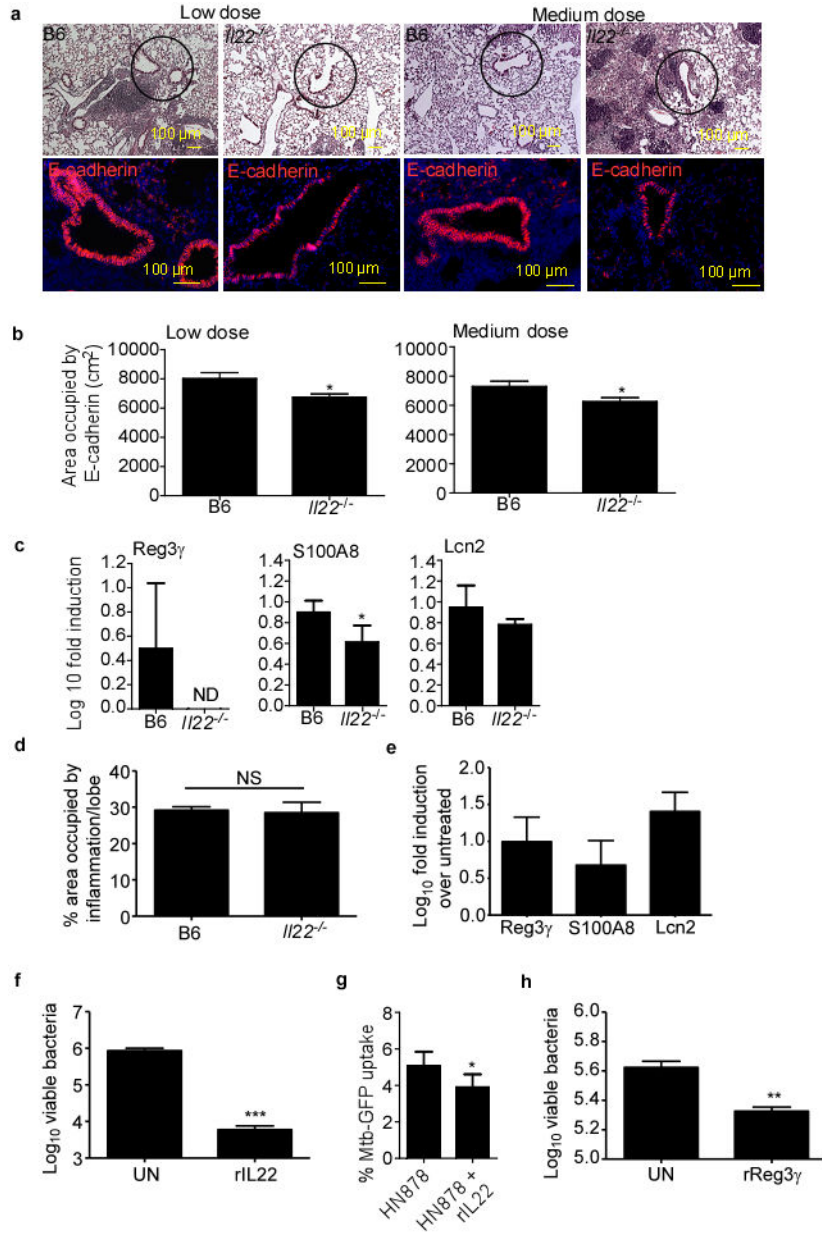 a
Low dose
Medium dose
B6
Il22-/-
B6
Il22-/-
100 µm
100 µm
100 µm
100 µm
E-cadherin
E-cadherin
E-cadherin
E-cadherin
100 µm
100 µm
100 µm
100 µm
b
Low dose
Medium dose
Area occupied by
E-cadherin (cm²)
10000
8000
6000
4000
2000
0
*
B6
Il22-/-
10000
8000
6000
4000
2000
0
*
B6
Il22-/-
c
Reg3γ
S100A8
Lcn2
Log 10 fold induction
1.2
1.0
0.8
0.6
0.4
0.2
0.0
ND
B6
Il22-/-
1.4
1.2
1.0
0.8
0.6
0.4
0.2
0.0
*
B6
Il22-/-
1.4
1.2
1.0
0.8
0.6
0.4
0.2
0.0
B6
Il22-/-
d
% area occupied by
inflammation/lobe
40
30
20
10
0
NS
B6
Il22-/-
e
Log10 fold induction
over untreated
2.0
1.5
1.0
0.5
0.0
Reg3γ
S100A8
Lcn2
f
Log10 viable bacteria
6
5
4
3
***
UN
rIL22
g
% Mtb-GFP uptake
8
6
4
2
0
*
HN878
HN878 +
rIL22
h
Log10 viable bacteria
5.8
5.6
5.4
5.2
5.0
**
UN
rReg3γ